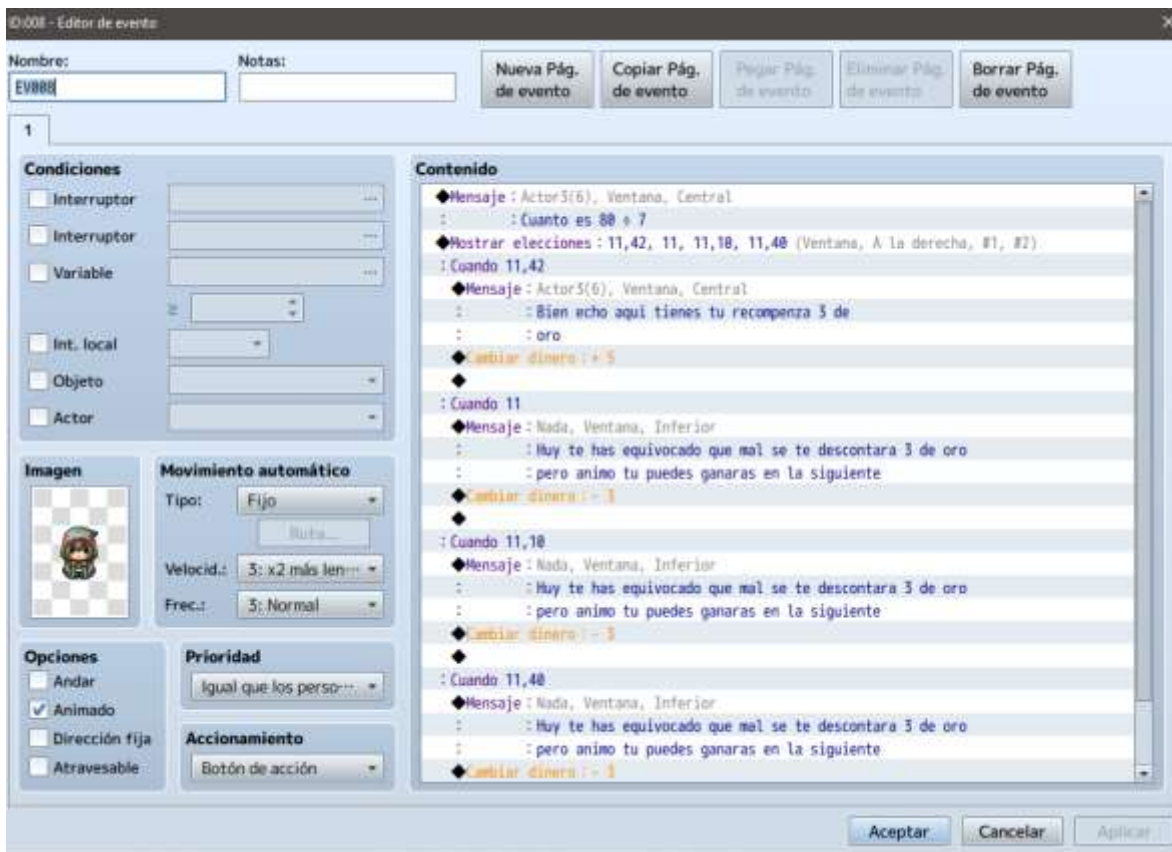 ID:008 - Editor de evento
Nombre:
Notas:
EV008
Nueva Pág.
de evento
Copiar Pág.
de evento
Pegar Pág.
de evento
Eliminar Pág.
de evento
Borrar Pág.
de evento
1
Condiciones
Interruptor
Interruptor
Variable
≥
Int. local
Objeto
Actor
Imagen
Movimiento automático
Tipo: Fijo
Ruta...
Velocid.: 3: x2 más len...
Frec.: 3: Normal
Opciones
Andar
Animado
Dirección fija
Atravesable
Prioridad
Igual que los perso...
Accionamiento
Botón de acción
Contenido
◆Mensaje : Actor3(6), Ventana, Central
: : Cuanto es 80 ÷ 7
◆Mostrar elecciones : 11,42, 11, 11,10, 11,40 (Ventana, A la derecha, #1, #2)
: Cuando 11,42
◆Mensaje : Actor3(6), Ventana, Central
: : Bien echo aquí tienes tu recompenza 3 de
: : oro
◆Cambiar dinero : +
◆
: Cuando 11
◆Mensaje : Nada, Ventana, Inferior
: : Huy te has equivocado que mal se te descontara 3 de oro
: : pero animo tu puedes ganaras en la siguiente
◆Cambiar dinero : - 3
◆
: Cuando 11,10
◆Mensaje : Nada, Ventana, Inferior
: : Huy te has equivocado que mal se te descontara 3 de oro
: : pero animo tu puedes ganaras en la siguiente
◆Cambiar dinero : - 3
◆
: Cuando 11,40
◆Mensaje : Nada, Ventana, Inferior
: : Huy te has equivocado que mal se te descontara 3 de oro
: : pero animo tu puedes ganaras en la siguiente
◆Cambiar dinero : - 3
Aceptar
Cancelar
Aplicar